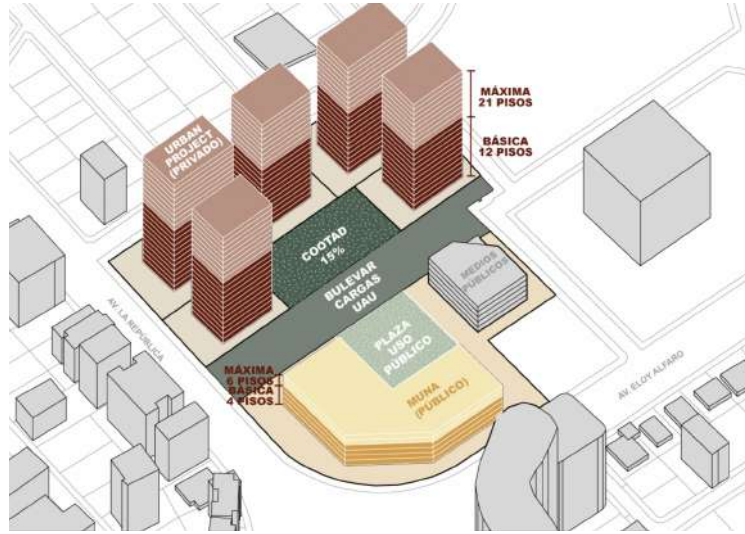 MÁXIMA
21 PISOS
BÁSICA
12 PISOS
URBAN
PROJECT
(PRIVADO)
COOTAD
15%
BULEVAR
CARGAS
UAU
MEDIOS
PÚBLICOS
PLAZA
USO
PÚBLICO
AV. LA REPÚBLICA
MÁXIMA
6 PISOS
BÁSICA
4 PISOS
MUNA
(PÚBLICO)
AV. ELOY ALFARO